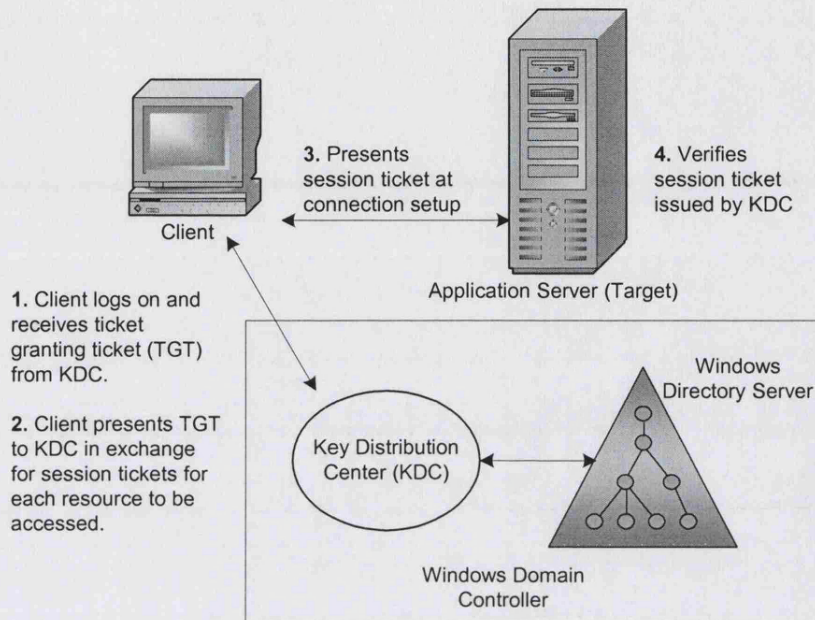 3. Presents
session ticket at
connection setup
4. Verifies
session ticket
issued by KDC
Client
Application Server (Target)
1. Client logs on and
receives ticket
granting ticket (TGT)
from KDC.
2. Client presents TGT
to KDC in exchange
for session tickets for
each resource to be
accessed.
Windows
Directory Server
Key Distribution
Center (KDC)
Windows Domain
Controller